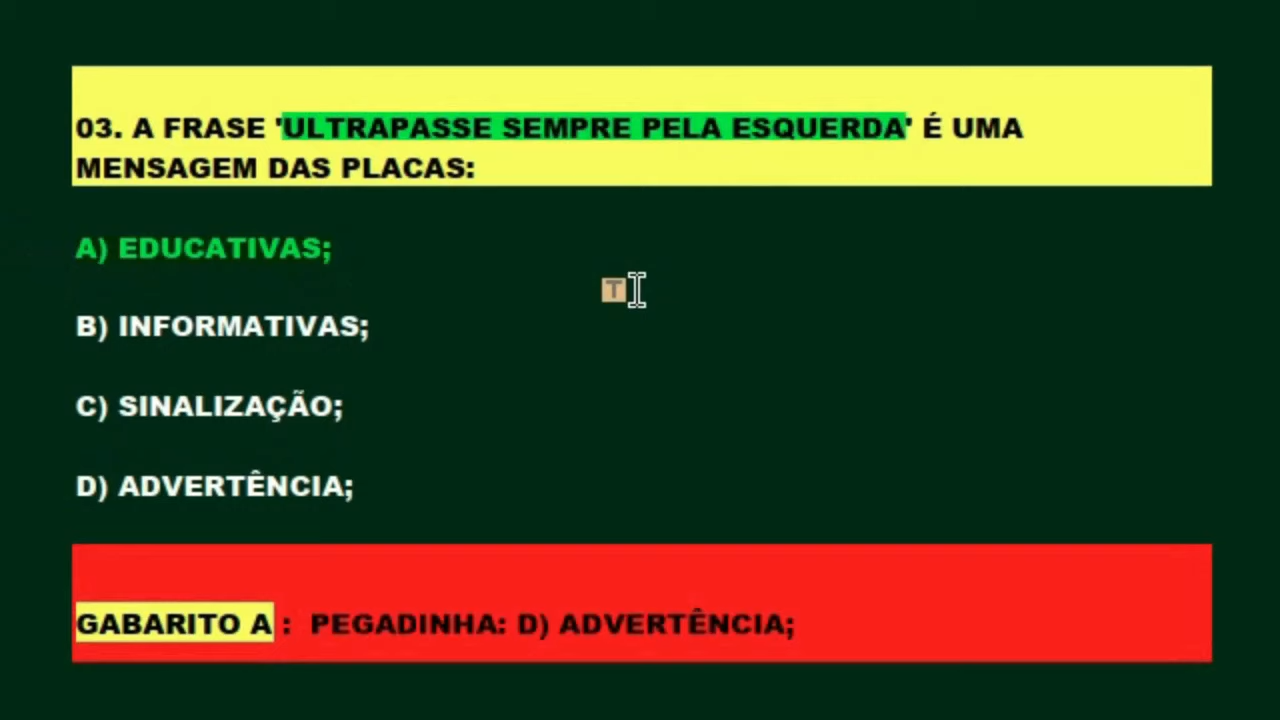 03. A FRASE 'ULTRAPASSE SEMPRE PELA ESQUERDA' É UMA
MENSAGEM DAS PLACAS:
A) EDUCATIVAS;
T
B) INFORMATIVAS;
C) SINALIZAÇÃO;
D) ADVERTÊNCIA;
GABARITO A : PEGADINHA: D) ADVERTÊNCIA;